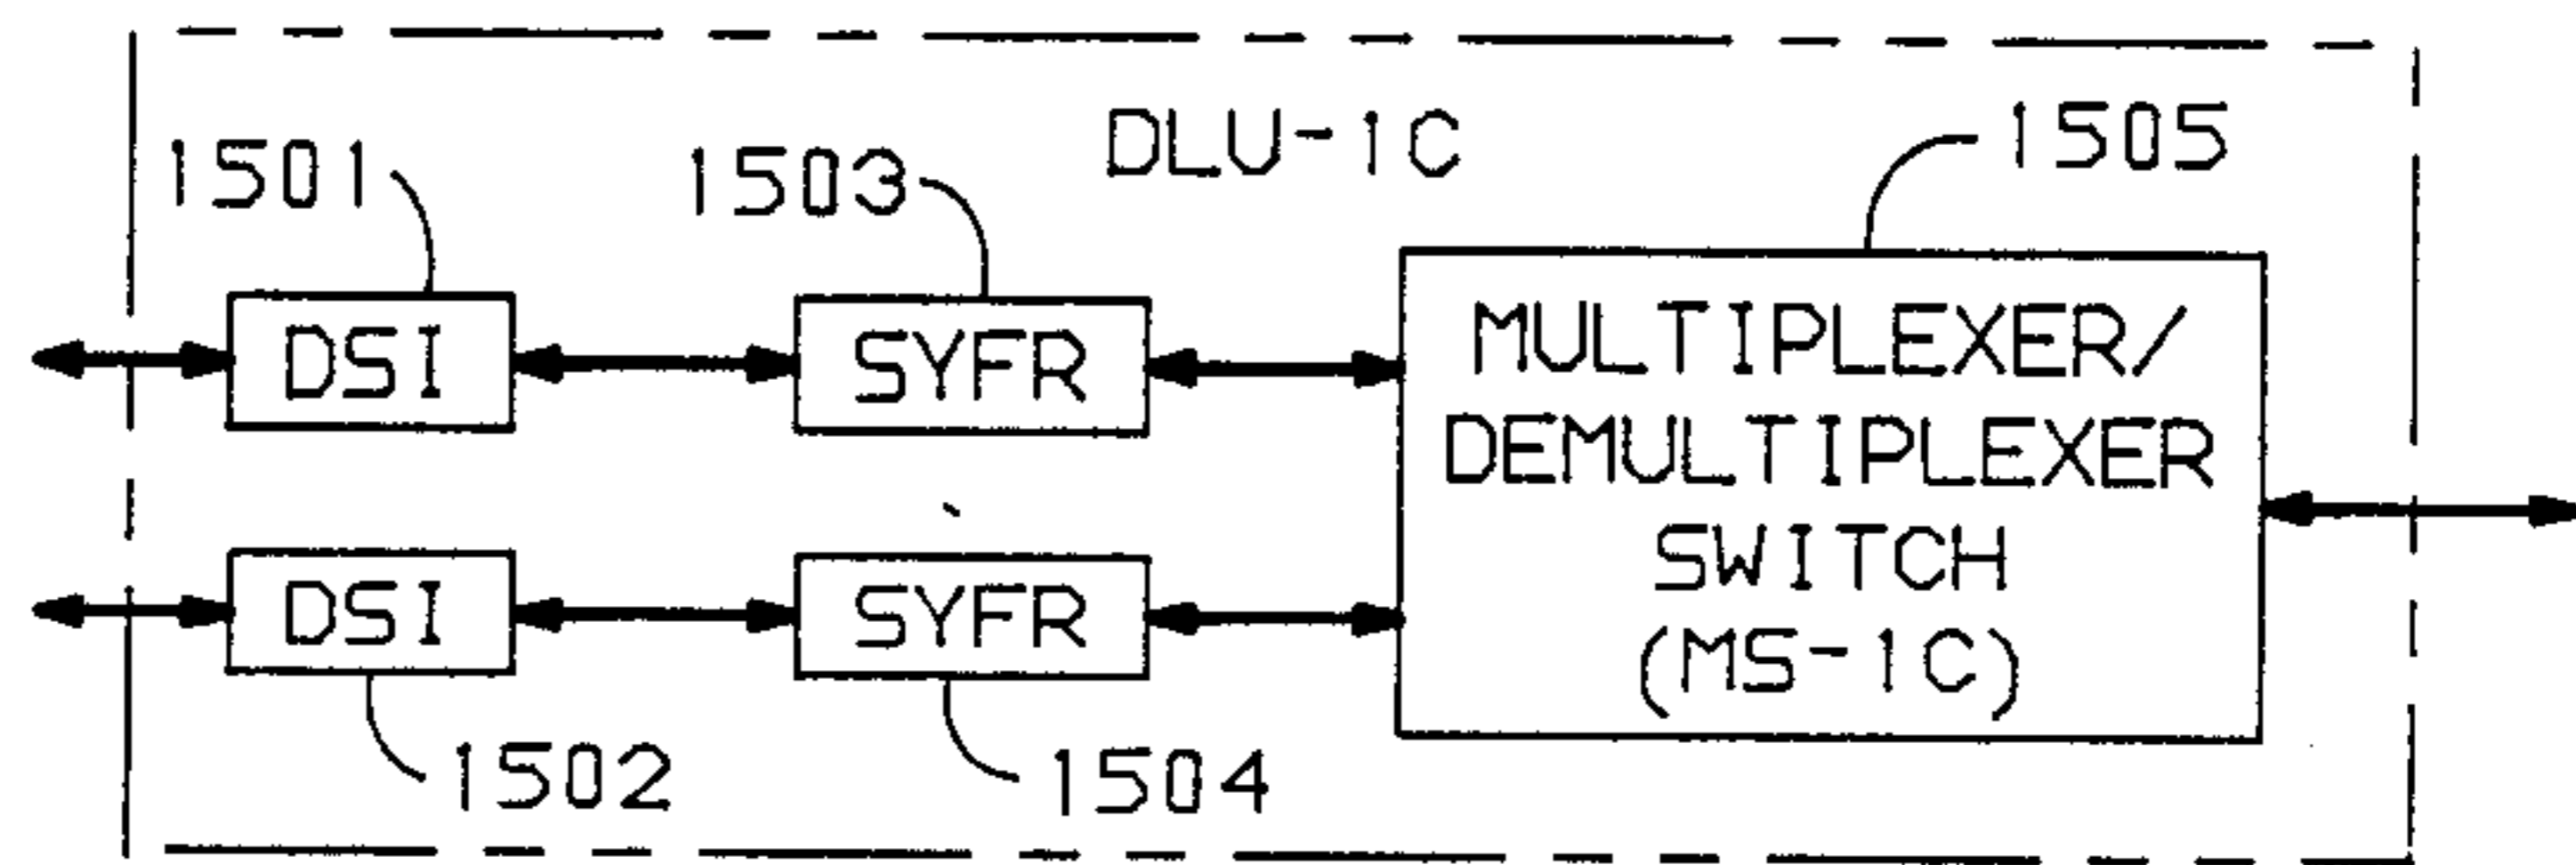 DLU-1C
1501
1503
1505
DSI
SYFR
MULTIPLEXER/
DEMULTIPLEXER
SWITCH
(MS-1C)
DSI
SYFR
1502
1504